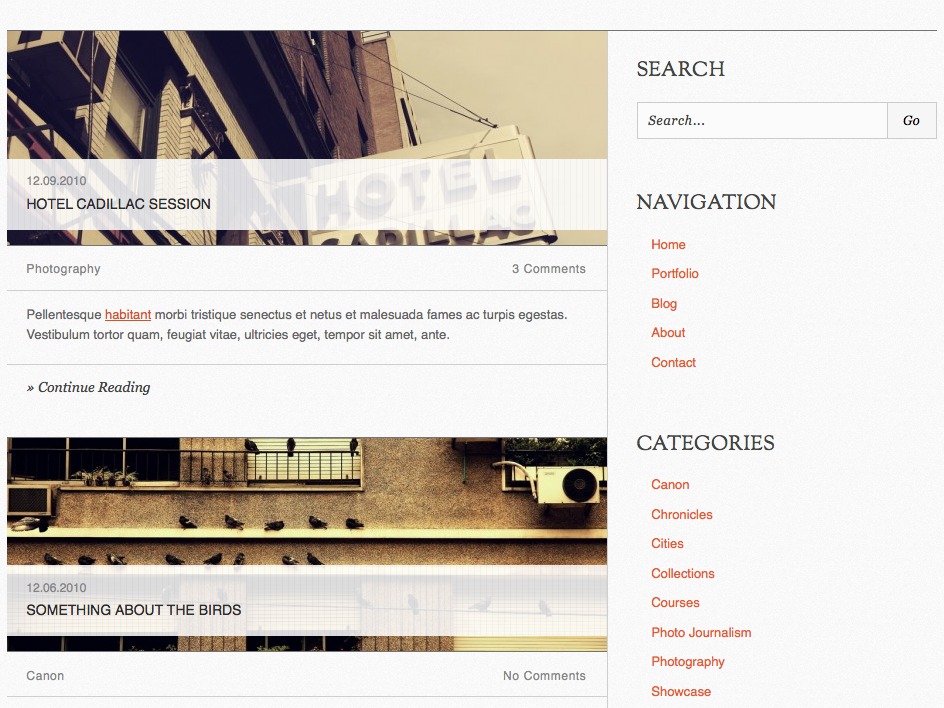 HOTEL
CADILLAC
12.09.2010
HOTEL CADILLAC SESSION
Photography
3 Comments
Pellentesque habitant morbi tristique senectus et netus et malesuada fames ac turpis egestas.
Vestibulum tortor quam, feugiat vitae, ultricies eget, tempor sit amet, ante.
» Continue Reading
12.06.2010
SOMETHING ABOUT THE BIRDS
Canon
No Comments
SEARCH
Search...
Go
NAVIGATION
Home
Portfolio
Blog
About
Contact
CATEGORIES
Canon
Chronicles
Cities
Collections
Courses
Photo Journalism
Photography
Showcase